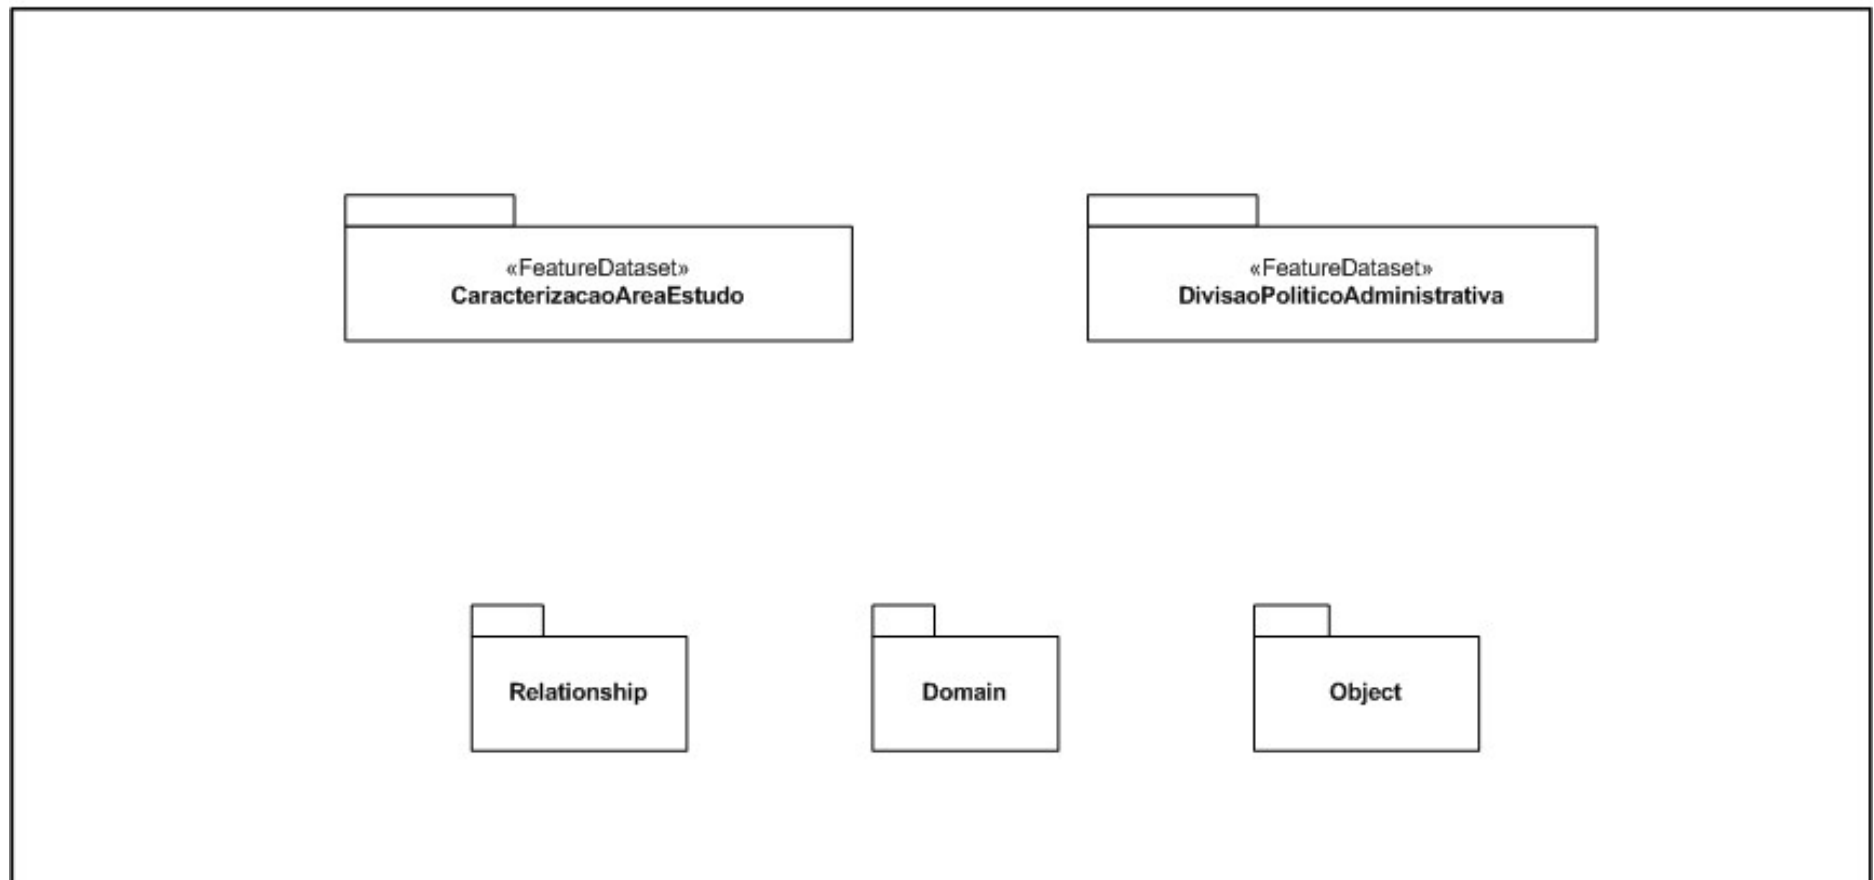 «FeatureDataset»
CaracterizacaoAreaEstudo
«FeatureDataset»
DivisaoPoliticoAdministrativa
Relationship
Domain
Object